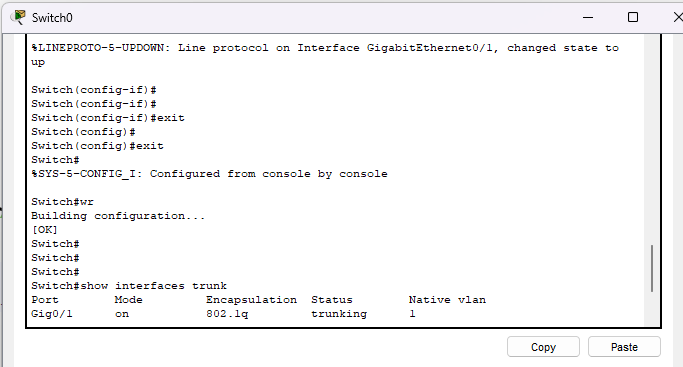 Switch0
%LINEPROTO-5-UPDOWN: Line protocol on Interface GigabitEthernet0/1, changed state to
up
Switch(config-if)#
Switch(config-if)#
Switch(config-if)#exit
Switch(config)#
Switch(config)#exit
Switch#
%SYS-5-CONFIG_I: Configured from console by console
Switch#wr
Building configuration...
[OK]
Switch#
Switch#
Switch#
Switch#show interfaces trunk
Port        Mode         Encapsulation  Status        Native vlan
Gig0/1      on           802.1q         trunking      1
Copy Paste